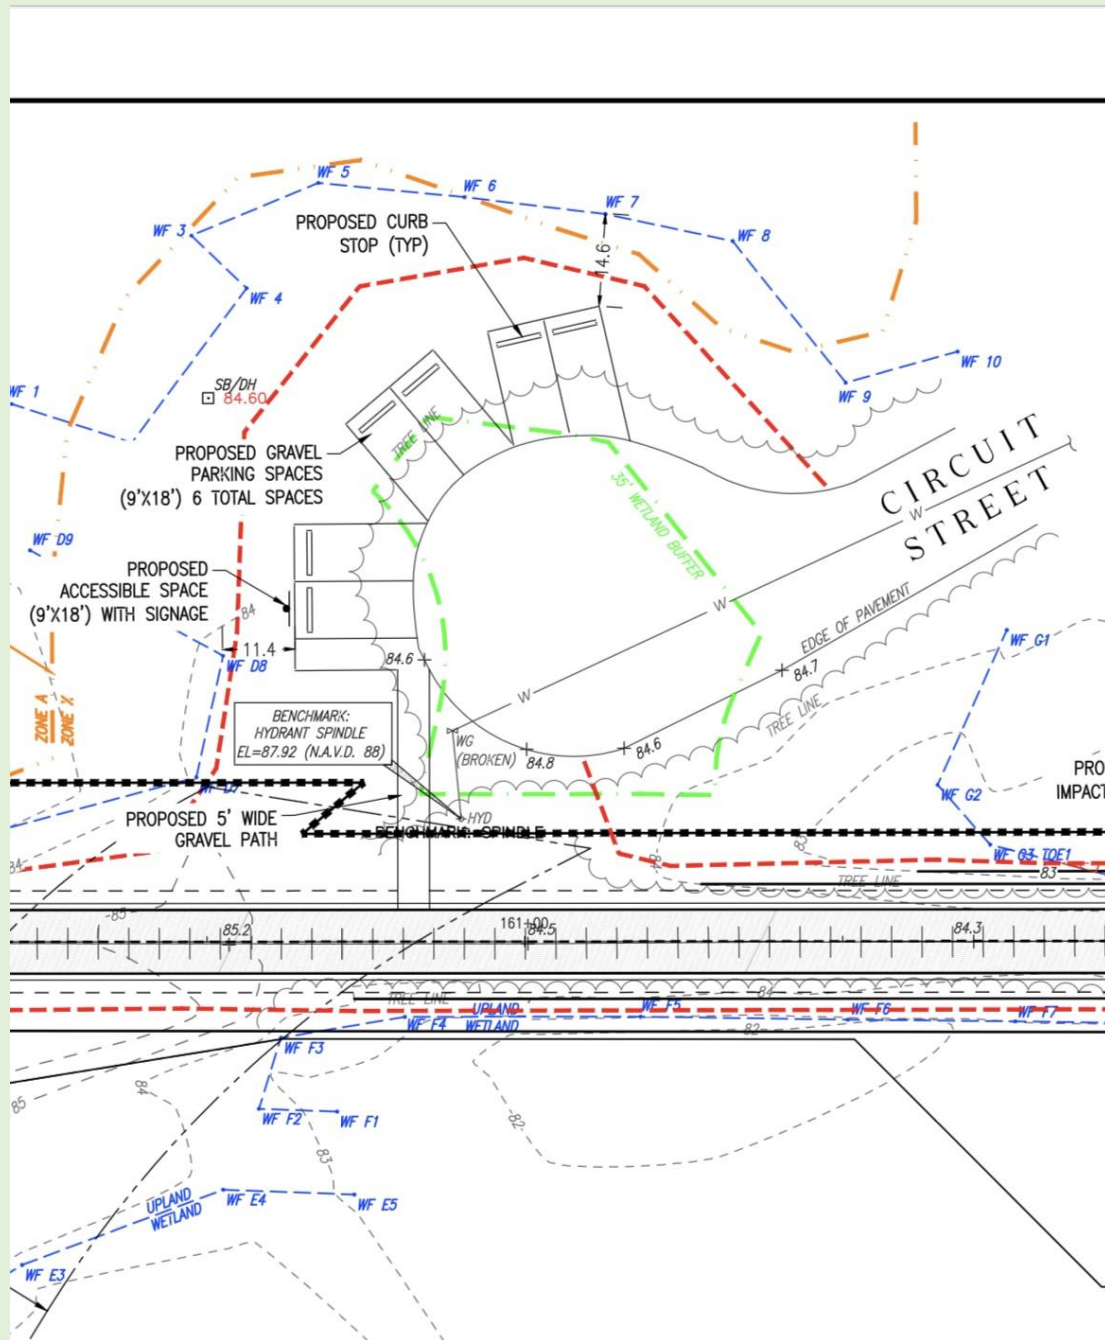 WF 5
WF 6
WF 7
WF 3
PROPOSED CURB
STOP (TYP)
WF 8
14.6
WF 4
WF 10
WF 1
SB/DH
84.60
WF 9
TREE LINE
PROPOSED GRAVEL
PARKING SPACES
(9'X18') 6 TOTAL SPACES
35' WETLAND BUFFER
CIRCUIT
STREET
W
WF D9
PROPOSED
ACCESSIBLE SPACE
(9'X18') WITH SIGNAGE
84
W
EDGE OF PAVEMENT
11.4
WF D8
84.6
WF G1
84.7
W
ZONE A
ZONE X
BENCHMARK:
HYDRANT SPINDLE
EL=87.92 (N.A.V.D. 88)
WG
(BROKEN)
84.8
84.6
TREE LINE
PRO
IMPACT
WF G2
WF D7
PROPOSED 5' WIDE
GRAVEL PATH
HYD
BENCHMARK: SPINDLE
83
84
84
WF G3 TOE1
83
TREE LINE
85
161+00
85.2
84.5
84.3
TREE LINE
84
UPLAND
WETLAND
WF F4
WF F5
WF F6
WF F7
82
WF F3
84
85
WF F2
WF F1
82
83
UPLAND
WETLAND
WF E4
WF E5
WF E3